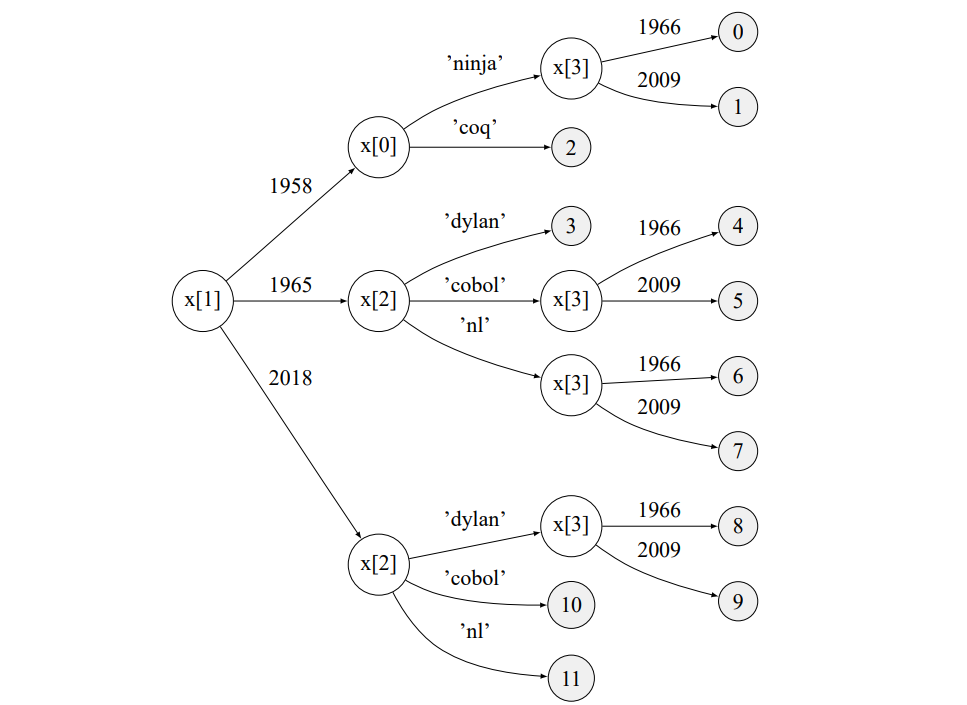 1966
0
x[3]
’ninja’
2009
1
x[0]
’coq’
2
1958
’dylan’
3
1966
4
x[1]
1965
x[2]
’cobol’
x[3]
2009
5
’nl’
x[3]
1966
6
2009
7
2018
’dylan’
x[3]
1966
8
2009
9
x[2]
’cobol’
10
’nl’
11